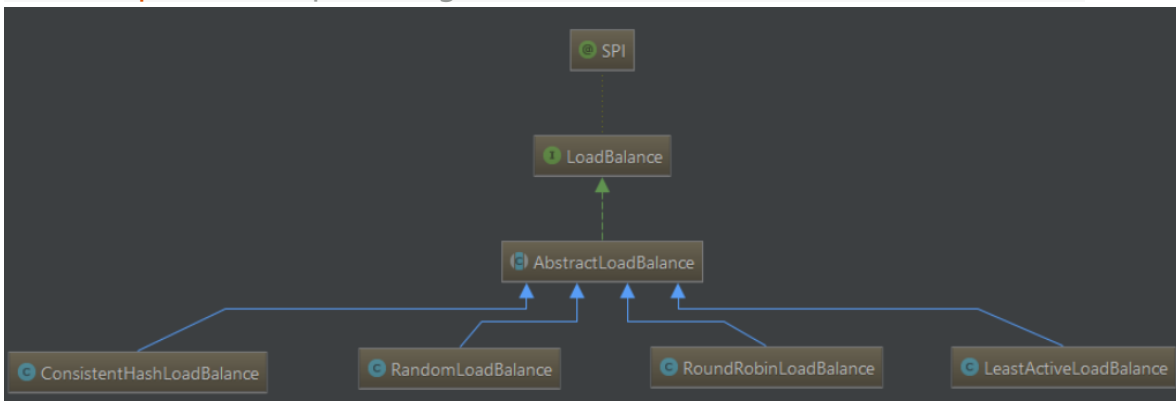 SPI
LoadBalance
AbstractLoadBalance
ConsistentHashLoadBalance
RandomLoadBalance
RoundRobinLoadBalance
LeastActiveLoadBalance